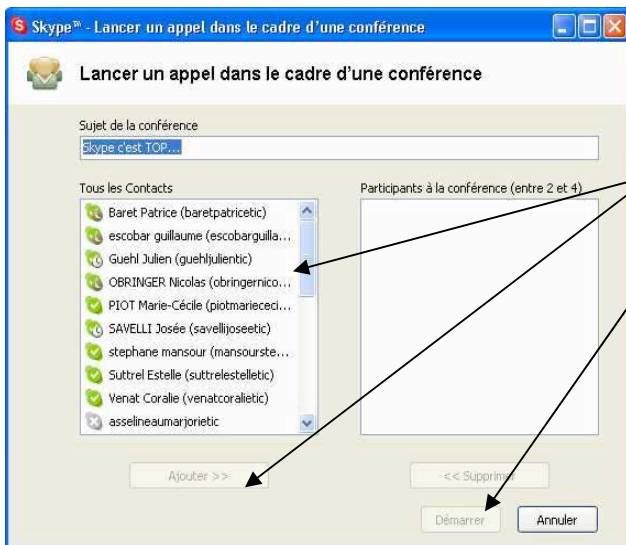 Skype™ - Lancer un appel dans le cadre d'une conférence
Lancer un appel dans le cadre d'une conférence
Sujet de la conférence
Skype c'est TOP...
Tous les Contacts
Participants à la conférence (entre 2 et 4)
Baret Patrice (baretpatricetic)
escobar guillaume (escobarguilla...
Guehl Julien (guehljulientic)
OBRINGER Nicolas (obringernico...
PIOT Marie-Cécile (piotmariececi...
SAVELLI Josée (savellijoseetic)
stephane mansour (mansourste...
Suttrel Estelle (suttrelestelletic)
Venat Coralie (venatcoralietic)
asselineaumarjorietic
Ajouter >>
<< Supprimer
Démarrer
Annuler